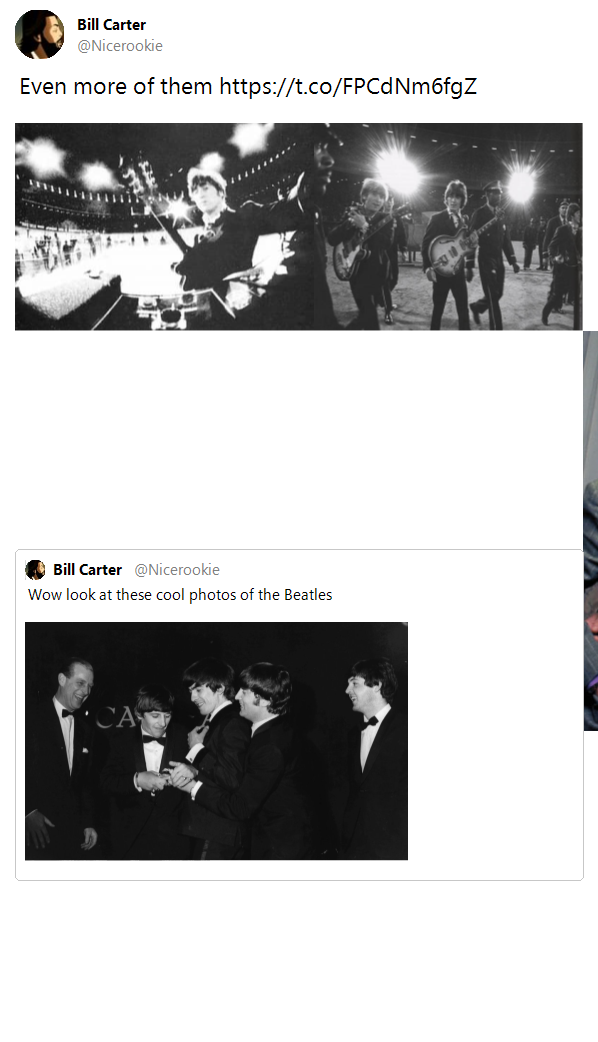 Bill Carter
@Nicerookie
Even more of them https://t.co/FPCdNm6fgZ
Bill Carter @Nicerookie
Wow look at these cool photos of the Beatles
CA